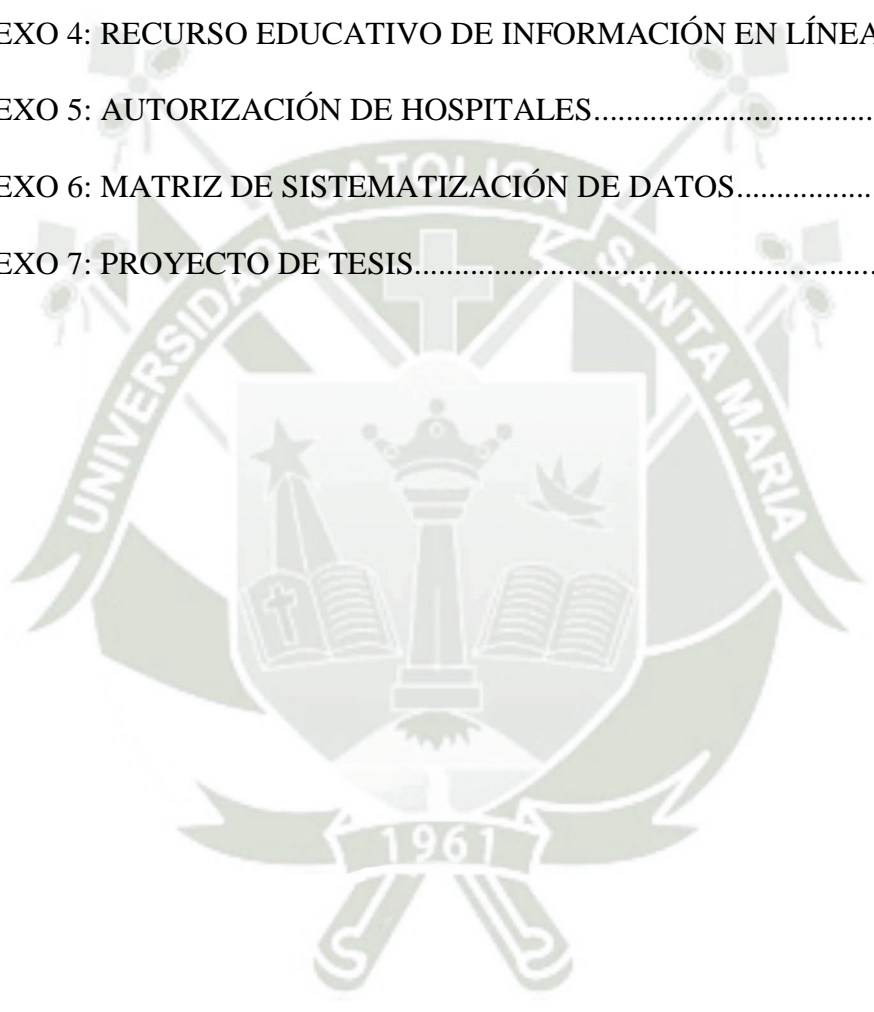 EXO 4: RECURSO EDUCATIVO DE INFORMACIÓN EN LÍNEA
EXO 5: AUTORIZACIÓN DE HOSPITALES..................................
EXO 6: MATRIZ DE SISTEMATIZACIÓN DE DATOS.................
EXO 7: PROYECTO DE TESIS.........................................................
UNIVERSIDAD CATOLICA SANTA MARIA
1961